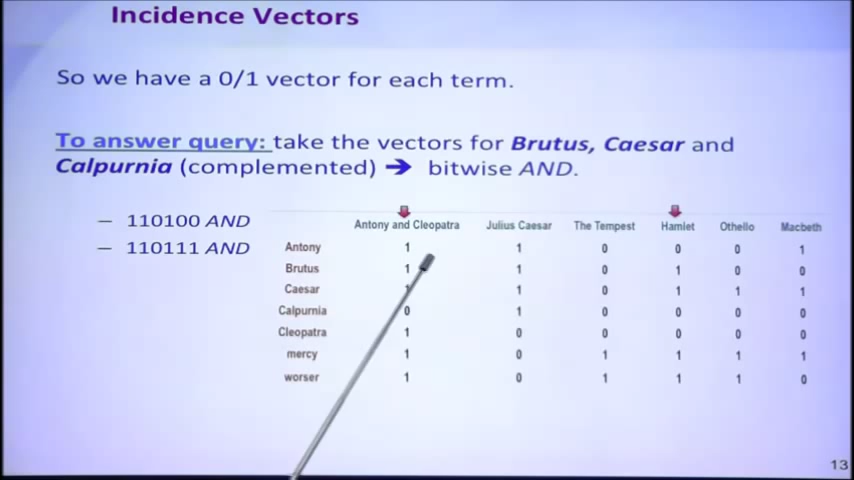 Incidence Vectors
So we have a 0/1 vector for each term.
To answer query: take the vectors for Brutus, Caesar and
Calpurnia (complemented) ➔ bitwise AND.
– 110100 AND
– 110111 AND
Antony and Cleopatra Julius Caesar The Tempest Hamlet Othello Macbeth
Antony 1 1 0 0 0 1
Brutus 1 1 0 1 0 0
Caesar 1 0 1 1 1
Calpurnia 0 1 0 0 0 0
Cleopatra 1 0 0 0 0 0
mercy 1 0 1 1 1 1
worser 1 0 1 1 1 0
13